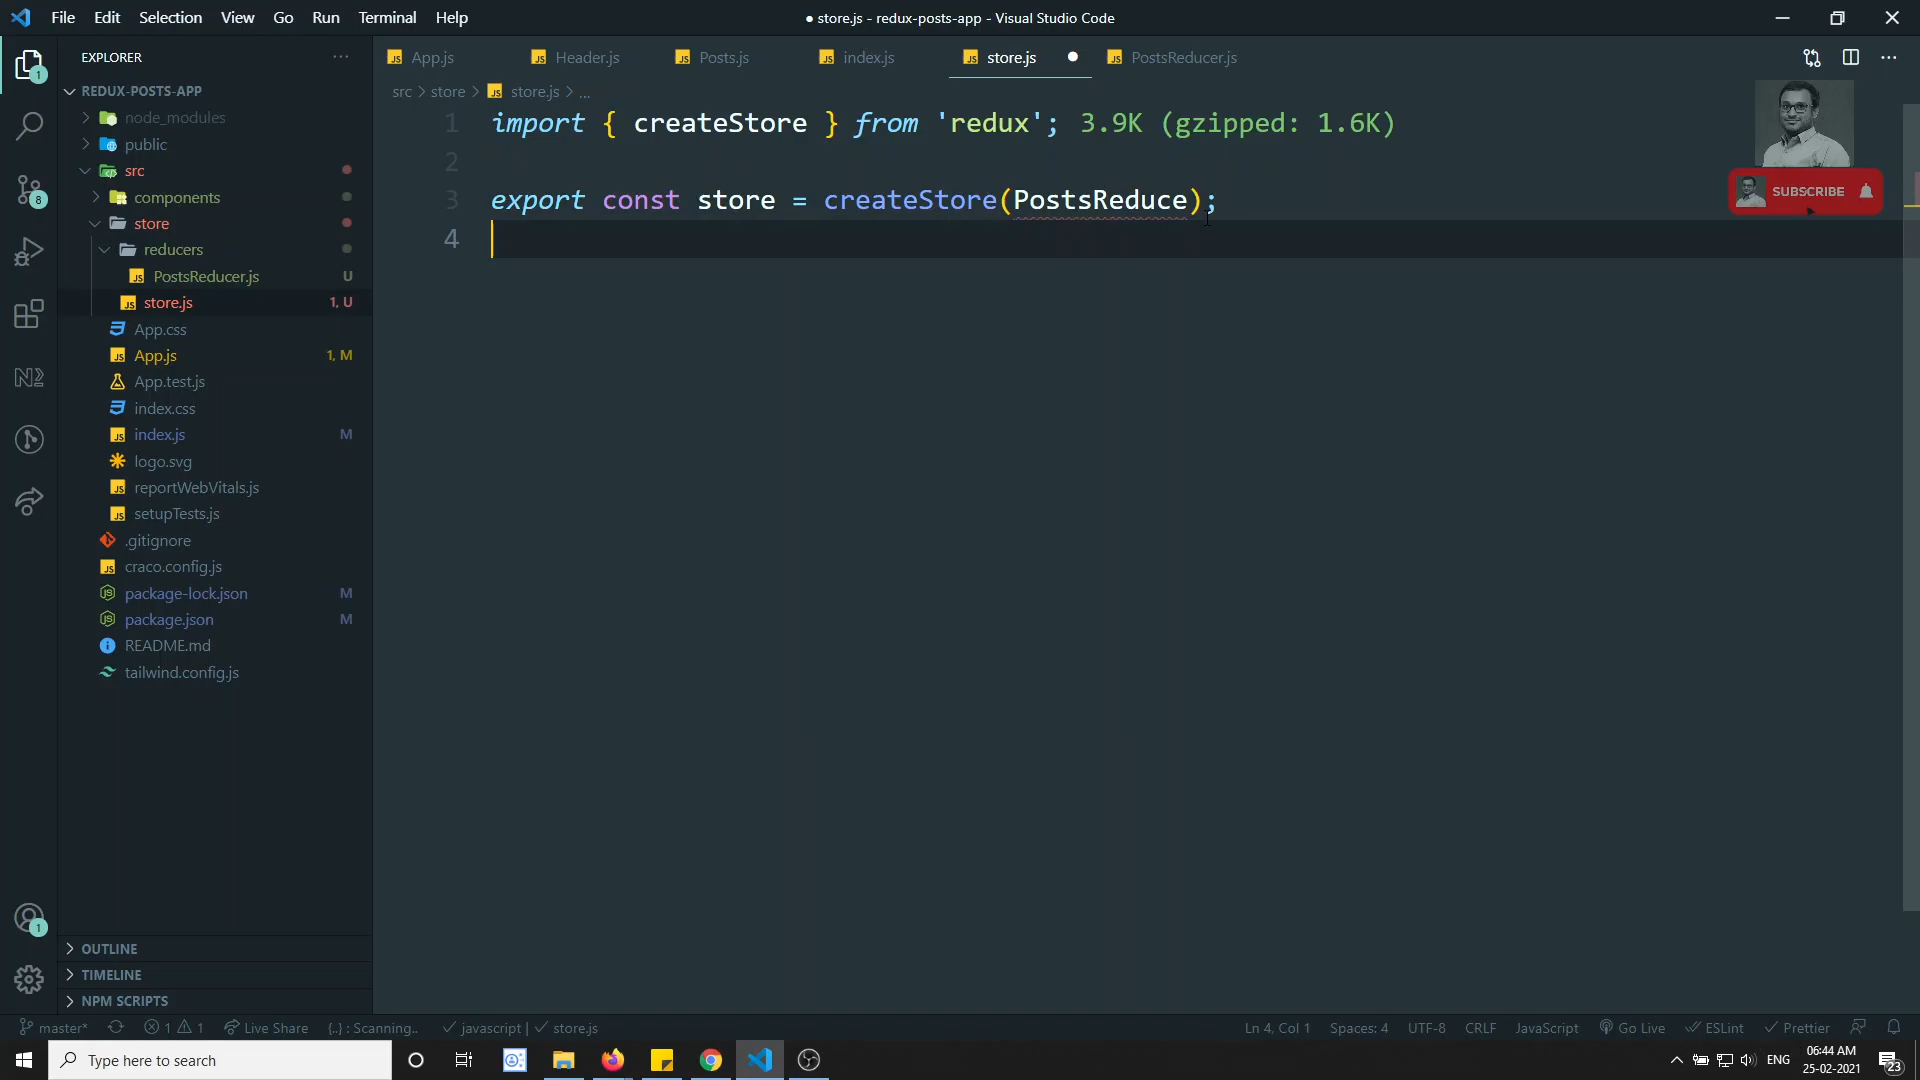 File Edit Selection View Go Run Terminal Help
● store.js - redux-posts-app - Visual Studio Code
EXPLORER
App.js
Header.js
Posts.js
index.js
store.js
PostsReducer.js
REDUX-POSTS-APP
node_modules
public
src
components
store
reducers
PostsReducer.js U
store.js 1, U
App.css
App.js 1, M
App.test.js
index.css
index.js M
logo.svg
reportWebVitals.js
setupTests.js
.gitignore
craco.config.js
package-lock.json M
package.json M
README.md
tailwind.config.js
OUTLINE
TIMELINE
NPM SCRIPTS
src > store > store.js > ...
1 import { createStore } from 'redux'; 3.9K (gzipped: 1.6K)
2
3 export const store = createStore(PostsReduce);
4
SUBSCRIBE
1
8
1
master* 1 1 Live Share {..} : Scanning.. javascript | store.js
Ln 4, Col 1 Spaces: 4 UTF-8 CRLF JavaScript Go Live ESLint Prettier
Type here to search
ENG
06:44 AM
25-02-2021
23